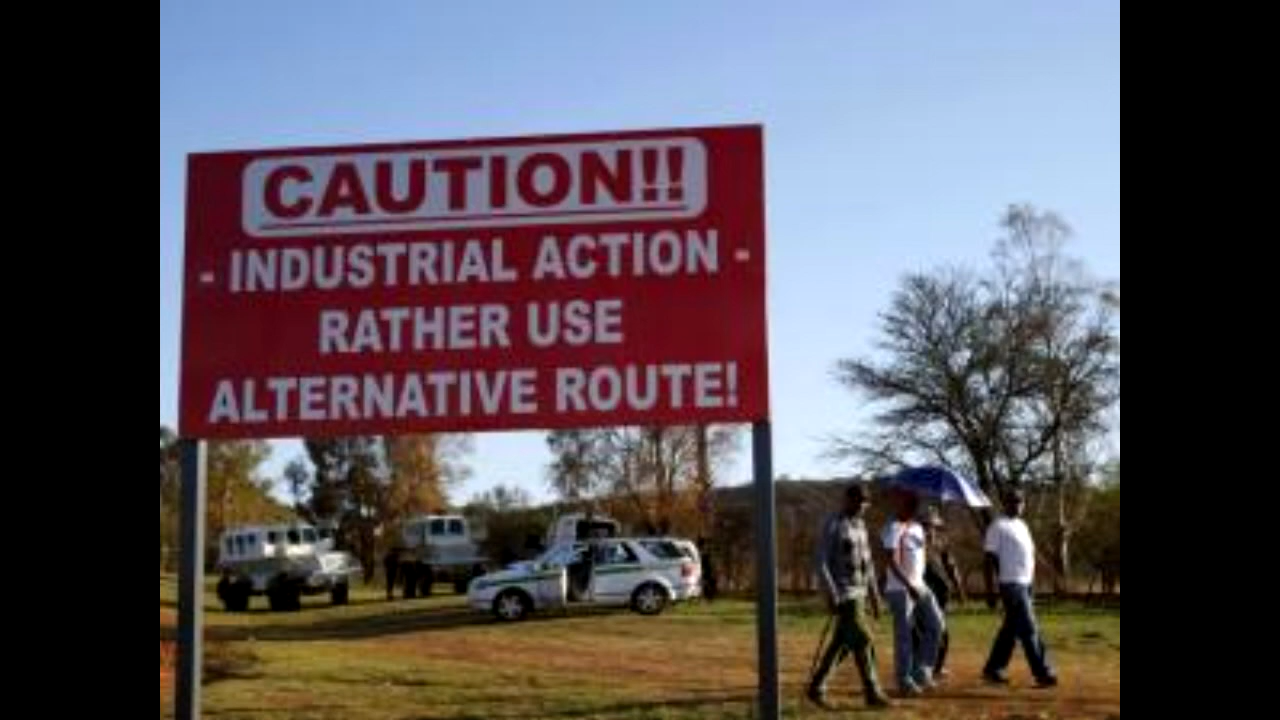 CAUTION!!
- INDUSTRIAL ACTION -
RATHER USE
ALTERNATIVE ROUTE!